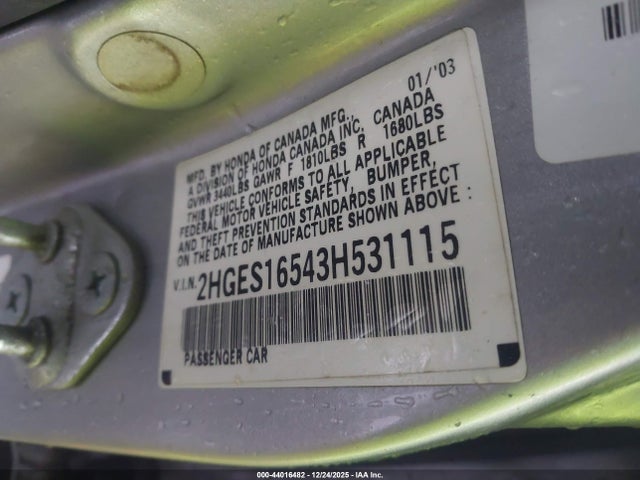 01/'03
MFD. BY HONDA OF CANADA MFG.,
A DIVISION OF HONDA CANADA INC. CANADA
GVWR 3440LBS GAWR F 1810LBS R 1680LBS
THIS VEHICLE CONFORMS TO ALL APPLICABLE
FEDERAL MOTOR VEHICLE SAFETY, BUMPER,
AND THEFT PREVENTION STANDARDS IN EFFECT
ON THE DATE OF MANUFACTURE SHOWN ABOVE :
V.I.N. 2HGES16543H531115
PASSENGER CAR
000-44016482 - 12/24/2025 - IAA Inc.